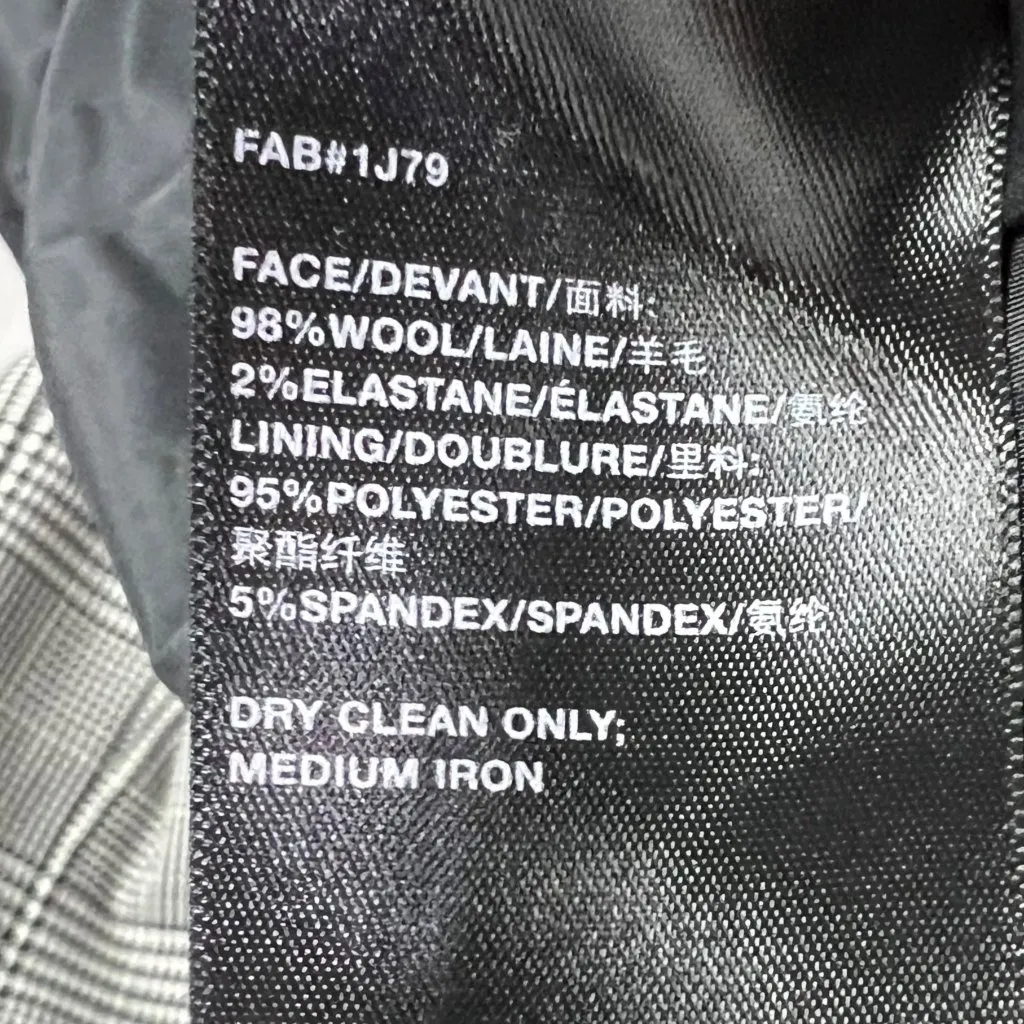 FAB#1J79
FACE/DEVANT/面料:
98%WOOL/LAINE/羊毛
2%ELASTANE/ÉLASTANE/氨纶
LINING/DOUBLURE/里料:
95%POLYESTER/POLYESTER/
聚酯纤维
5%SPANDEX/SPANDEX/氨纶
DRY CLEAN ONLY;
MEDIUM IRON